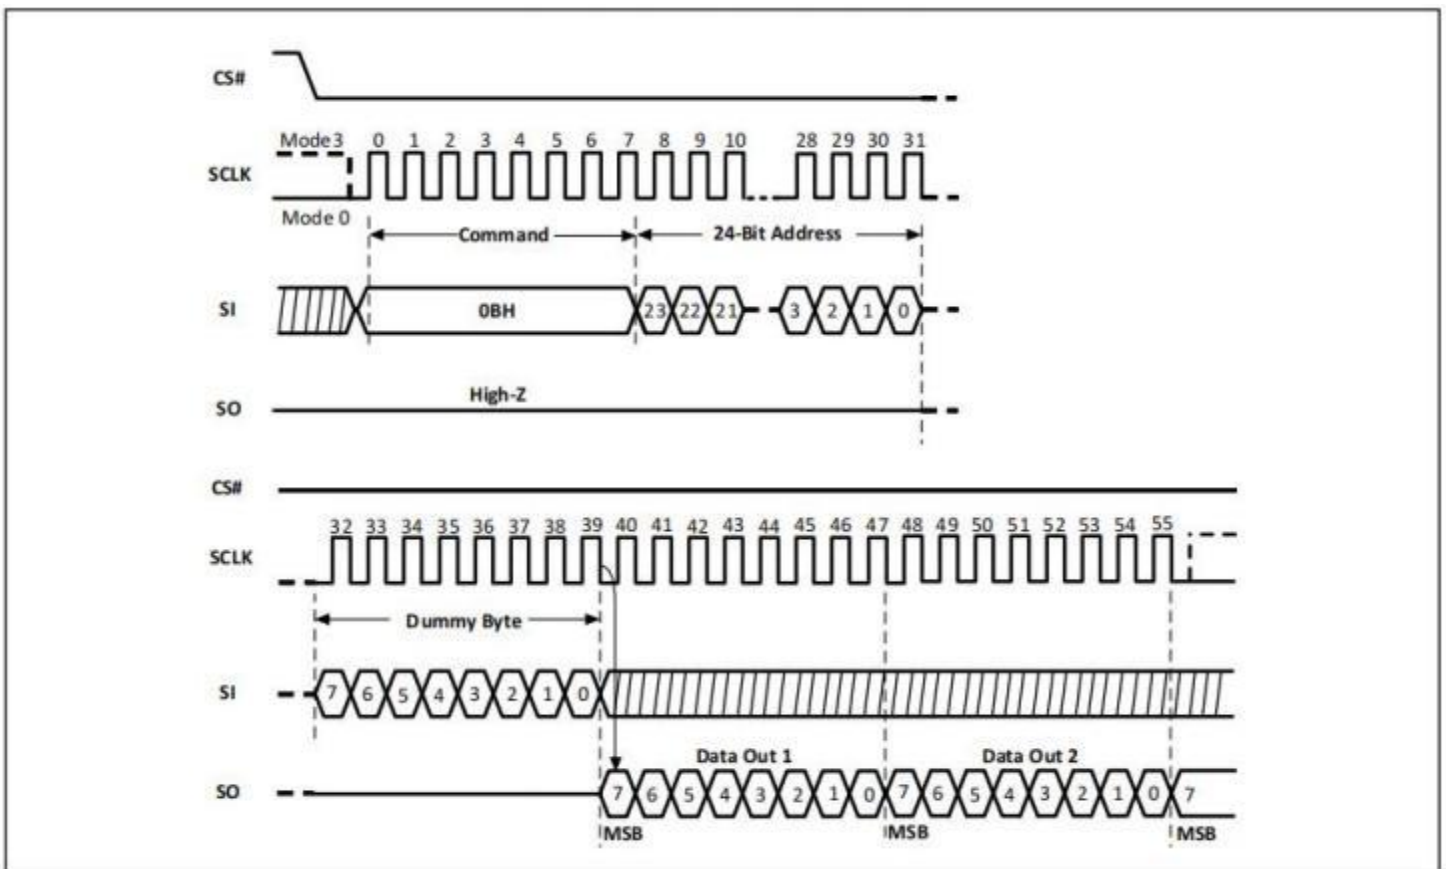 CS#
Mode3 0 1 2 3 4 5 6 7 8 9 10 28 29 30 31
SCLK
Mode 0
Command 24-Bit Address
SI 0BH 23 22 21 3 2 1 0
High-Z
SO
CS#
32 33 34 35 36 37 38 39 40 41 42 43 44 45 46 47 48 49 50 51 52 53 54 55
SCLK
Dummy Byte
SI 7 6 5 4 3 2 1 0
Data Out 1 Data Out 2
SO 7 6 5 4 3 2 1 0 7 6 5 4 3 2 1 0 7
MSB MSB MSB